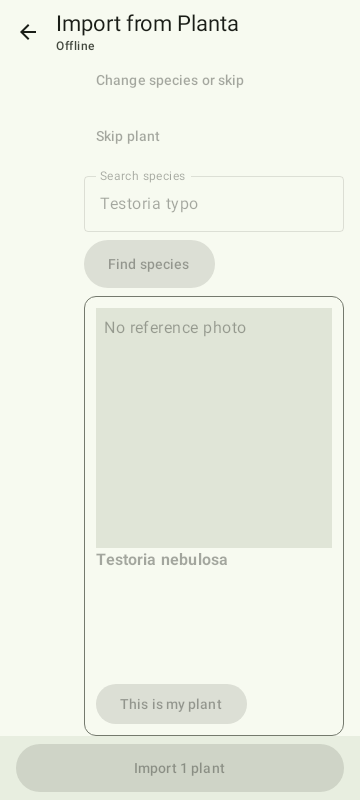 Import from Planta
Offline
Change species or skip
Skip plant
Search species
Testoria typo
Find species
No reference photo
Testoria nebulosa
This is my plant
Import 1 plant